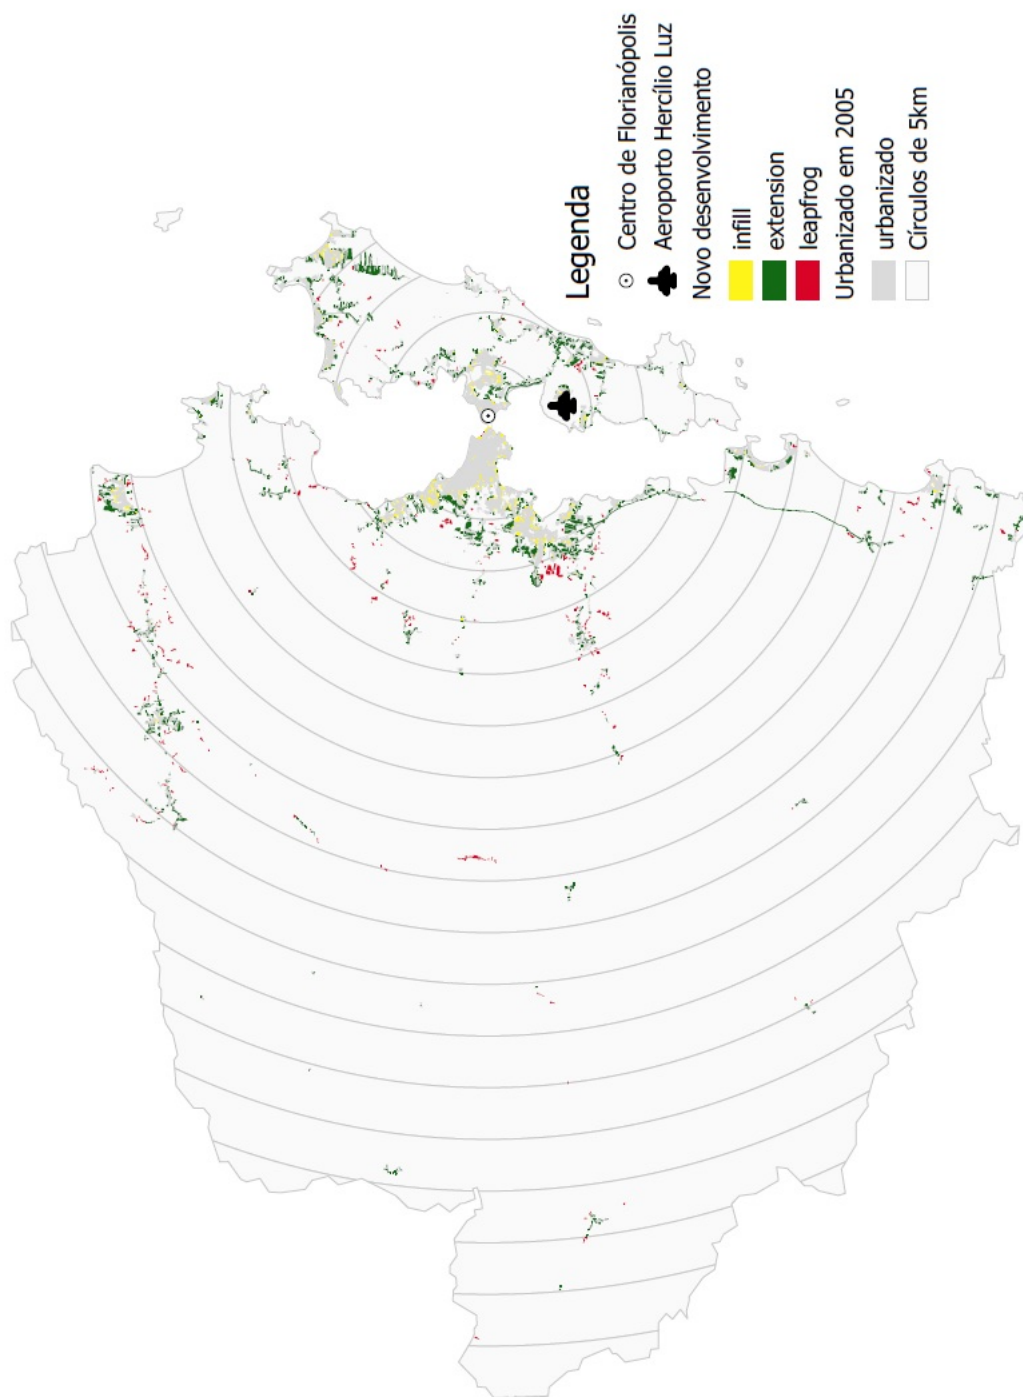 Legenda
Centro de Florianópolis
Aeroporto Hercílio Luz
Novo desenvolvimento
infill
extension
leapfrog
Urbanizado em 2005
urbanizado
Círculos de 5km